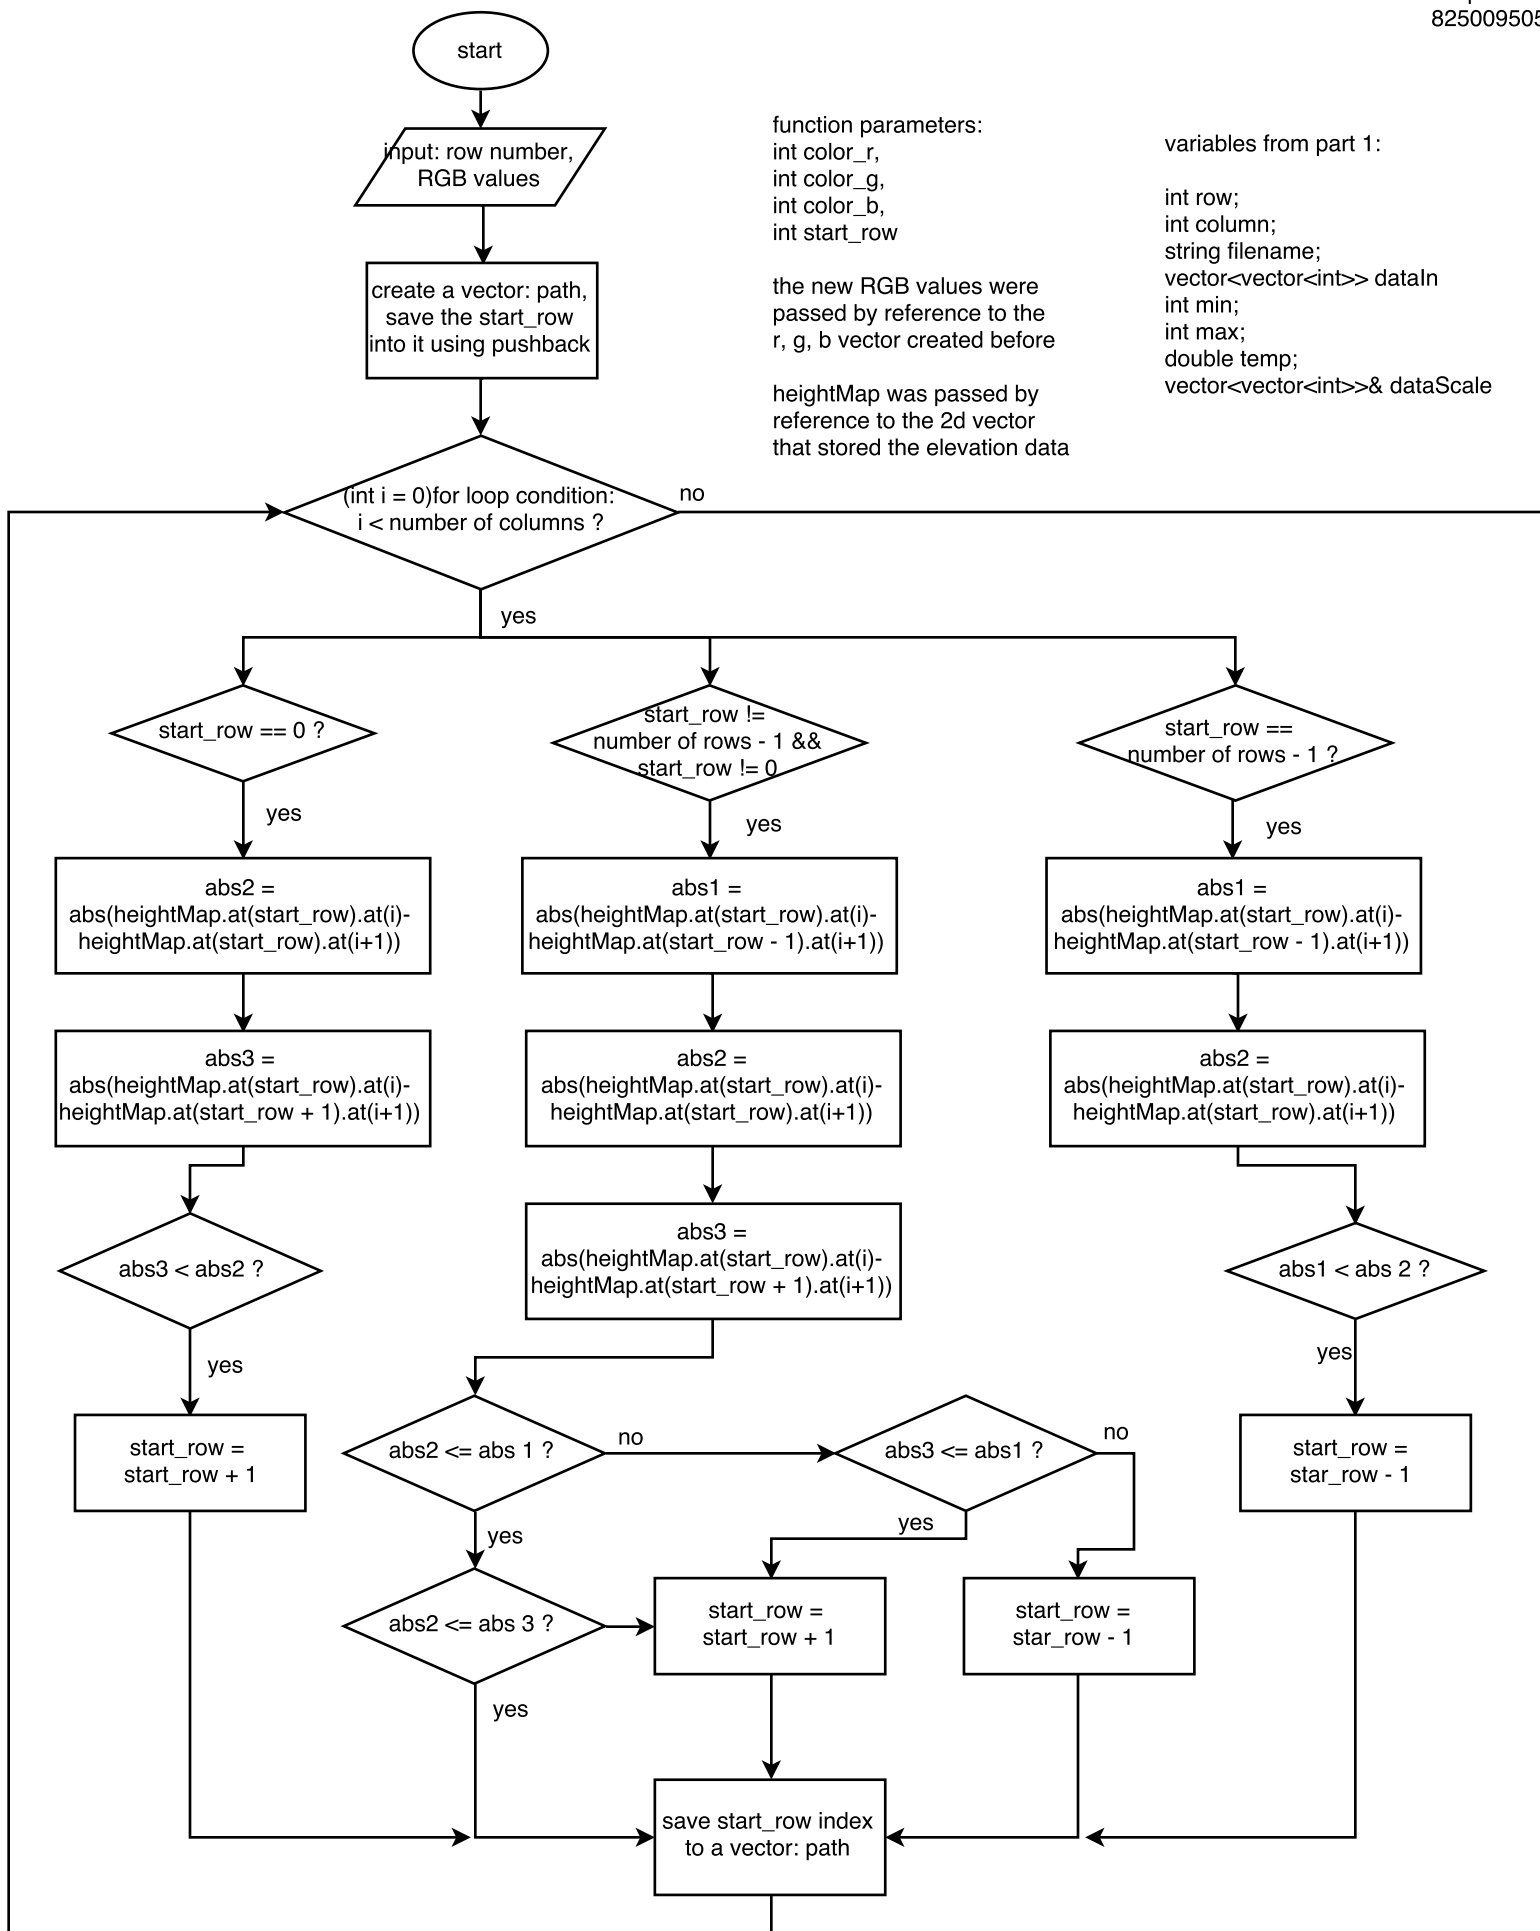 825009505
start
input: row number,
RGB values
function parameters:
int color_r,
int color_g,
int color_b,
int start_row
the new RGB values were
passed by reference to the
r, g, b vector created before
heightMap was passed by
reference to the 2d vector
that stored the elevation data
variables from part 1:
int row;
int column;
string filename;
vector<vector<int>> dataIn
int min;
int max;
double temp;
vector<vector<int>>& dataScale
create a vector: path,
save the start_row
into it using pushback
(int i = 0)for loop condition:
i < number of columns ?
no
yes
start_row == 0 ?
start_row !=
number of rows - 1 &&
start_row != 0
start_row ==
number of rows - 1 ?
yes
yes
yes
abs2 =
abs(heightMap.at(start_row).at(i)-
heightMap.at(start_row).at(i+1))
abs1 =
abs(heightMap.at(start_row).at(i)-
heightMap.at(start_row - 1).at(i+1))
abs1 =
abs(heightMap.at(start_row).at(i)-
heightMap.at(start_row - 1).at(i+1))
abs3 =
abs(heightMap.at(start_row).at(i)-
heightMap.at(start_row + 1).at(i+1))
abs2 =
abs(heightMap.at(start_row).at(i)-
heightMap.at(start_row).at(i+1))
abs2 =
abs(heightMap.at(start_row).at(i)-
heightMap.at(start_row).at(i+1))
abs3 < abs2 ?
abs3 =
abs(heightMap.at(start_row).at(i)-
heightMap.at(start_row + 1).at(i+1))
abs1 < abs 2 ?
yes
yes
start_row =
start_row + 1
abs2 <= abs 1 ?
no
abs3 <= abs1 ?
no
start_row =
star_row - 1
yes
yes
abs2 <= abs 3 ?
start_row =
start_row + 1
start_row =
star_row - 1
yes
save start_row index
to a vector: path